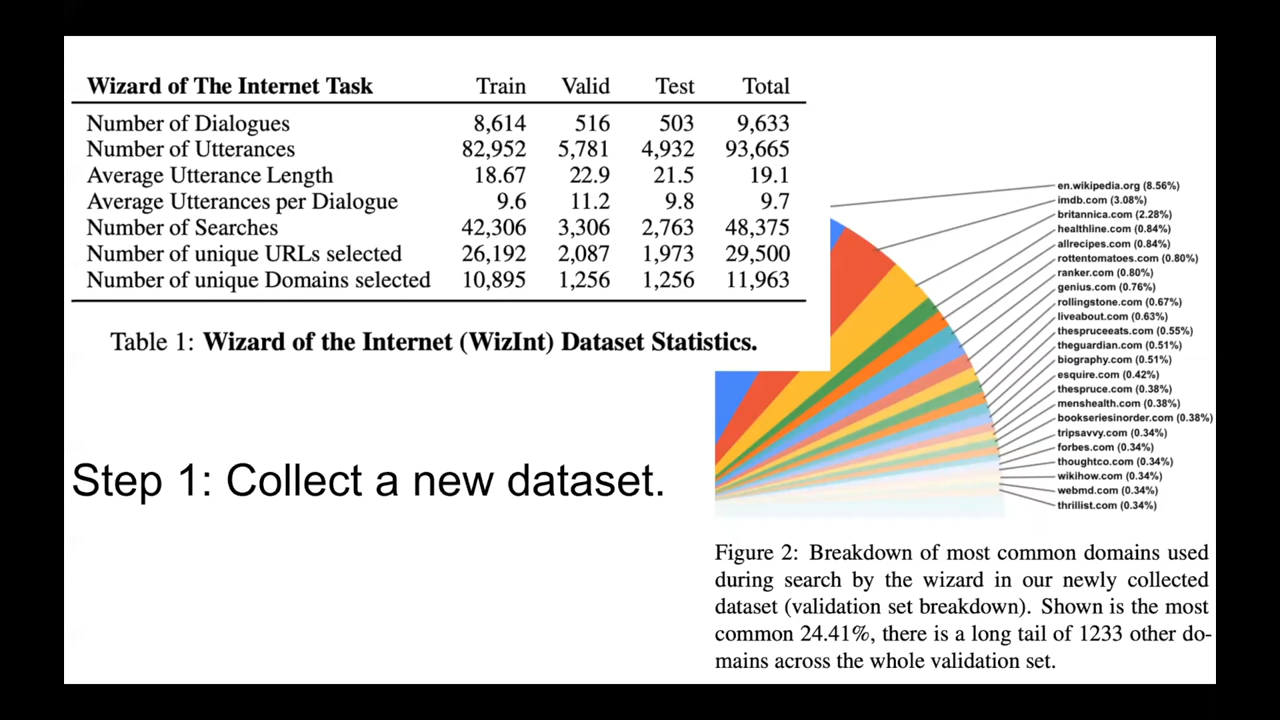 Wizard of The Internet Task Train Valid Test Total
Number of Dialogues 8,614 516 503 9,633
Number of Utterances 82,952 5,781 4,932 93,665
Average Utterance Length 18.67 22.9 21.5 19.1
Average Utterances per Dialogue 9.6 11.2 9.8 9.7
Number of Searches 42,306 3,306 2,763 48,375
Number of unique URLs selected 26,192 2,087 1,973 29,500
Number of unique Domains selected 10,895 1,256 1,256 11,963
Table 1: Wizard of the Internet (WizInt) Dataset Statistics.
Step 1: Collect a new dataset.
en.wikipedia.org (8.56%)
imdb.com (3.08%)
britannica.com (2.28%)
healthline.com (0.84%)
allrecipes.com (0.84%)
rottentomatoes.com (0.80%)
ranker.com (0.80%)
genius.com (0.76%)
rollingstone.com (0.67%)
liveabout.com (0.63%)
thespruceeats.com (0.55%)
theguardian.com (0.51%)
biography.com (0.51%)
esquire.com (0.42%)
thespruce.com (0.38%)
menshealth.com (0.38%)
bookseriesinorder.com (0.38%)
tripsavvy.com (0.34%)
forbes.com (0.34%)
thoughtco.com (0.34%)
wikihow.com (0.34%)
webmd.com (0.34%)
thrillist.com (0.34%)
Figure 2: Breakdown of most common domains used
during search by the wizard in our newly collected
dataset (validation set breakdown). Shown is the most
common 24.41%, there is a long tail of 1233 other do-
mains across the whole validation set.